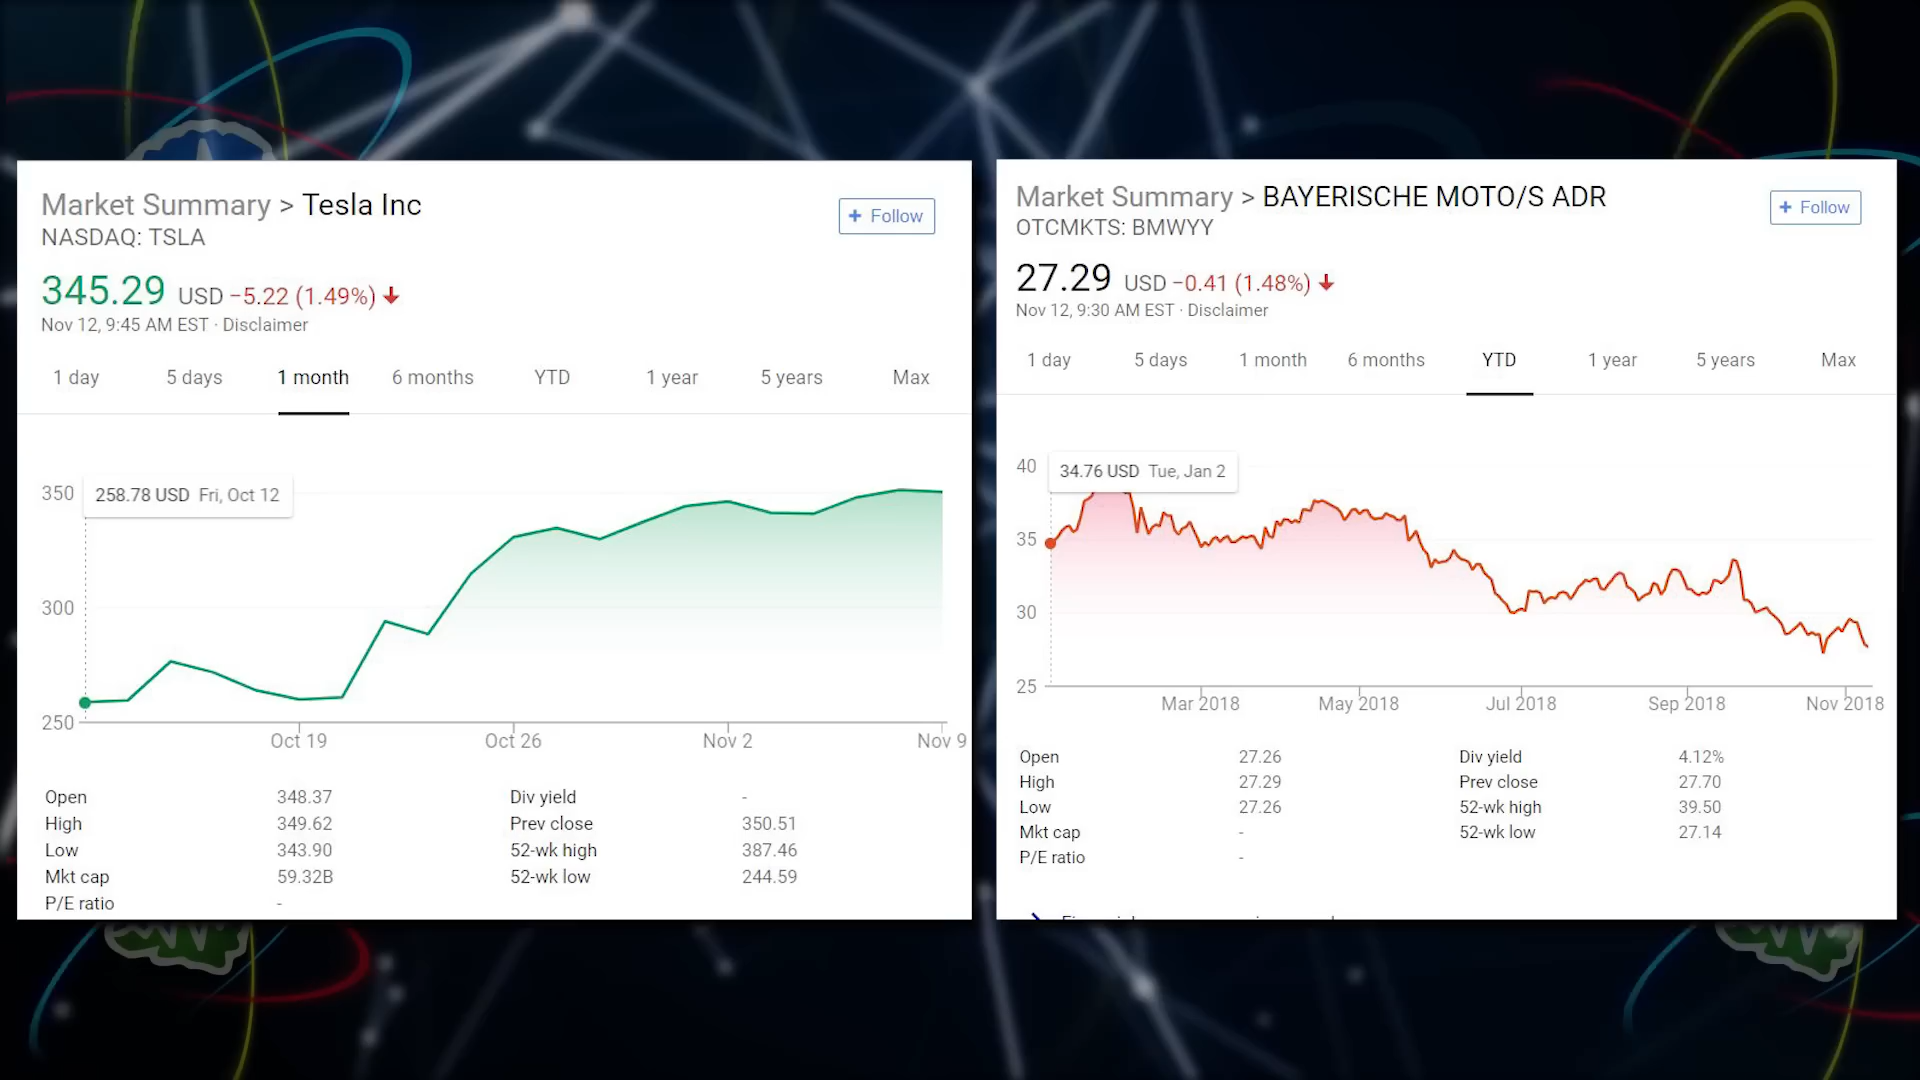 Market Summary > Tesla Inc
NASDAQ: TSLA
+ Follow
345.29 USD −5.22 (1.49%)
Nov 12, 9:45 AM EST · Disclaimer
1 day 5 days 1 month 6 months YTD 1 year 5 years Max
350
258.78 USD Fri, Oct 12
300
250
Oct 19 Oct 26 Nov 2 Nov 9
Open 348.37 Div yield -
High 349.62 Prev close 350.51
Low 343.90 52-wk high 387.46
Mkt cap 59.32B 52-wk low 244.59
P/E ratio -
Market Summary > BAYERISCHE MOTO/S ADR
OTCMKTS: BMWYY
+ Follow
27.29 USD −0.41 (1.48%)
Nov 12, 9:30 AM EST · Disclaimer
1 day 5 days 1 month 6 months YTD 1 year 5 years Max
40
34.76 USD Tue, Jan 2
35
30
25
Mar 2018 May 2018 Jul 2018 Sep 2018 Nov 2018
Open 27.26 Div yield 4.12%
High 27.29 Prev close 27.70
Low 27.26 52-wk high 39.50
Mkt cap - 52-wk low 27.14
P/E ratio -